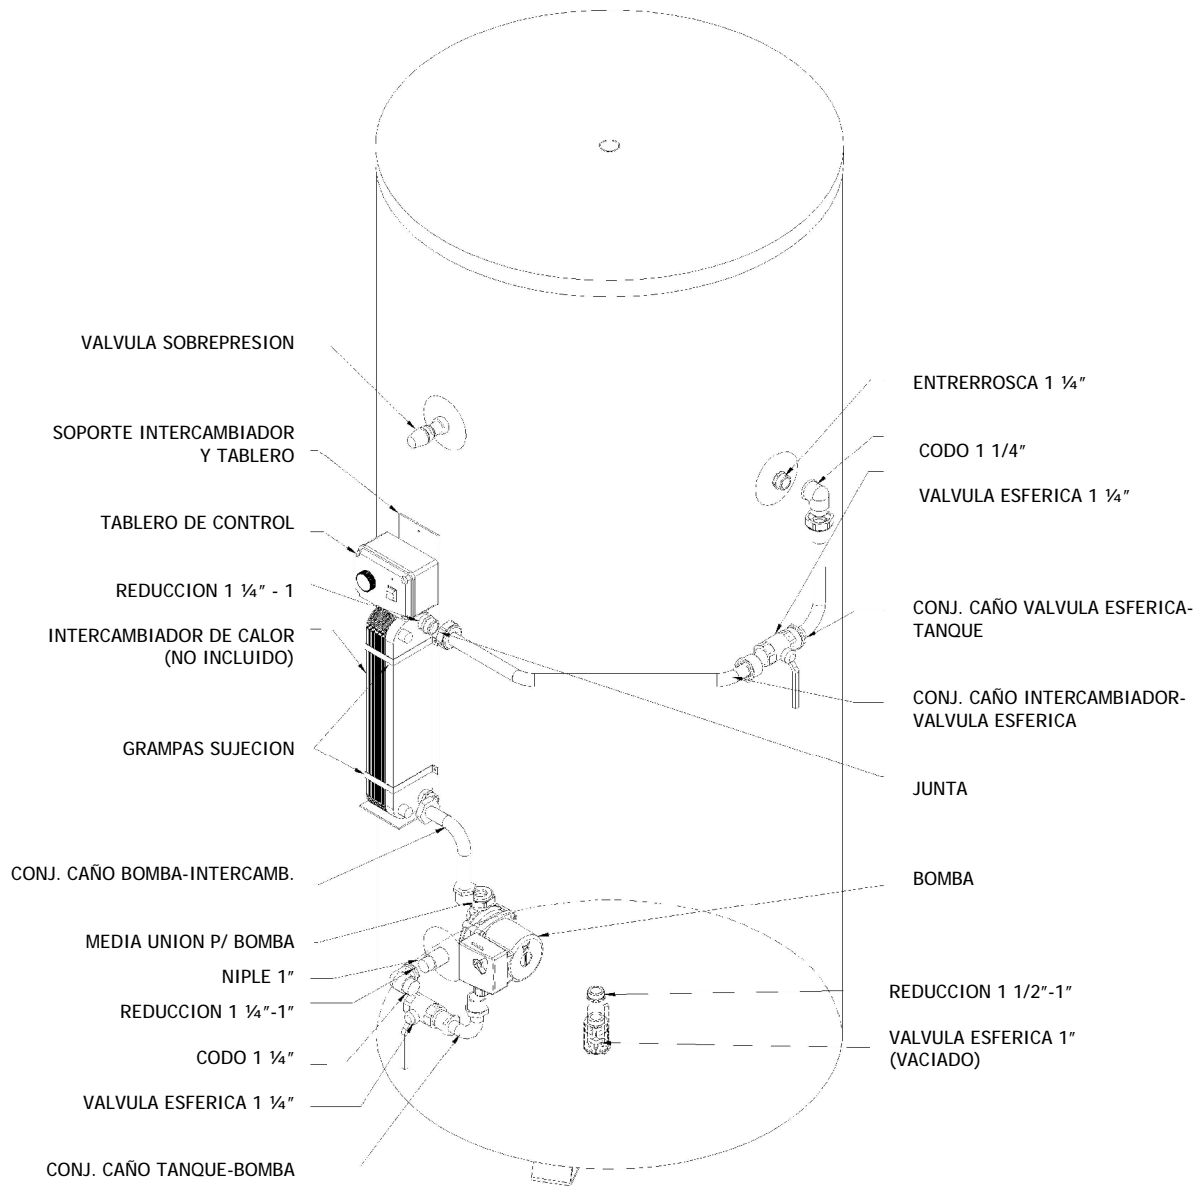 VALVULA SOBREPRESION
SOPORTE INTERCAMBIADOR
Y TABLERO
TABLERO DE CONTROL
REDUCCION 1 ¼" - 1
INTERCAMBIADOR DE CALOR
(NO INCLUIDO)
GRAMPAS SUJECION
CONJ. CAÑO BOMBA-INTERCAMB.
MEDIA UNION P/ BOMBA
NIPLE 1"
REDUCCION 1 ¼"-1"
CODO 1 ¼"
VALVULA ESFERICA 1 ¼"
CONJ. CAÑO TANQUE-BOMBA
ENTRERROSCA 1 ¼"
CODO 1 1/4"
VALVULA ESFERICA 1 ¼"
CONJ. CAÑO VALVULA ESFERICA-
TANQUE
CONJ. CAÑO INTERCAMBIADOR-
VALVULA ESFERICA
JUNTA
BOMBA
REDUCCION 1 1/2"-1"
VALVULA ESFERICA 1"
(VACIADO)